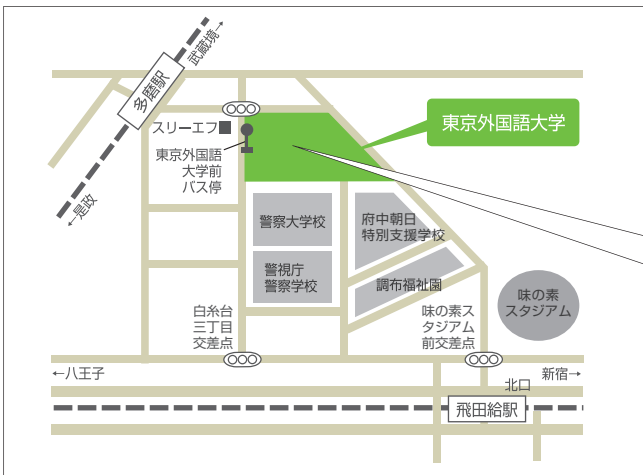 武蔵境→
多磨駅
←是政
スリーエフ
東京外国語
大学前
バス停
東京外国語大学
警察大学校
府中朝日
特別支援学校
警視庁
警察学校
調布福祉園
味の素
スタジアム
白糸台
三丁目
交差点
味の素ス
タジアム
前交差点
←八王子
新宿→
北口
飛田給駅